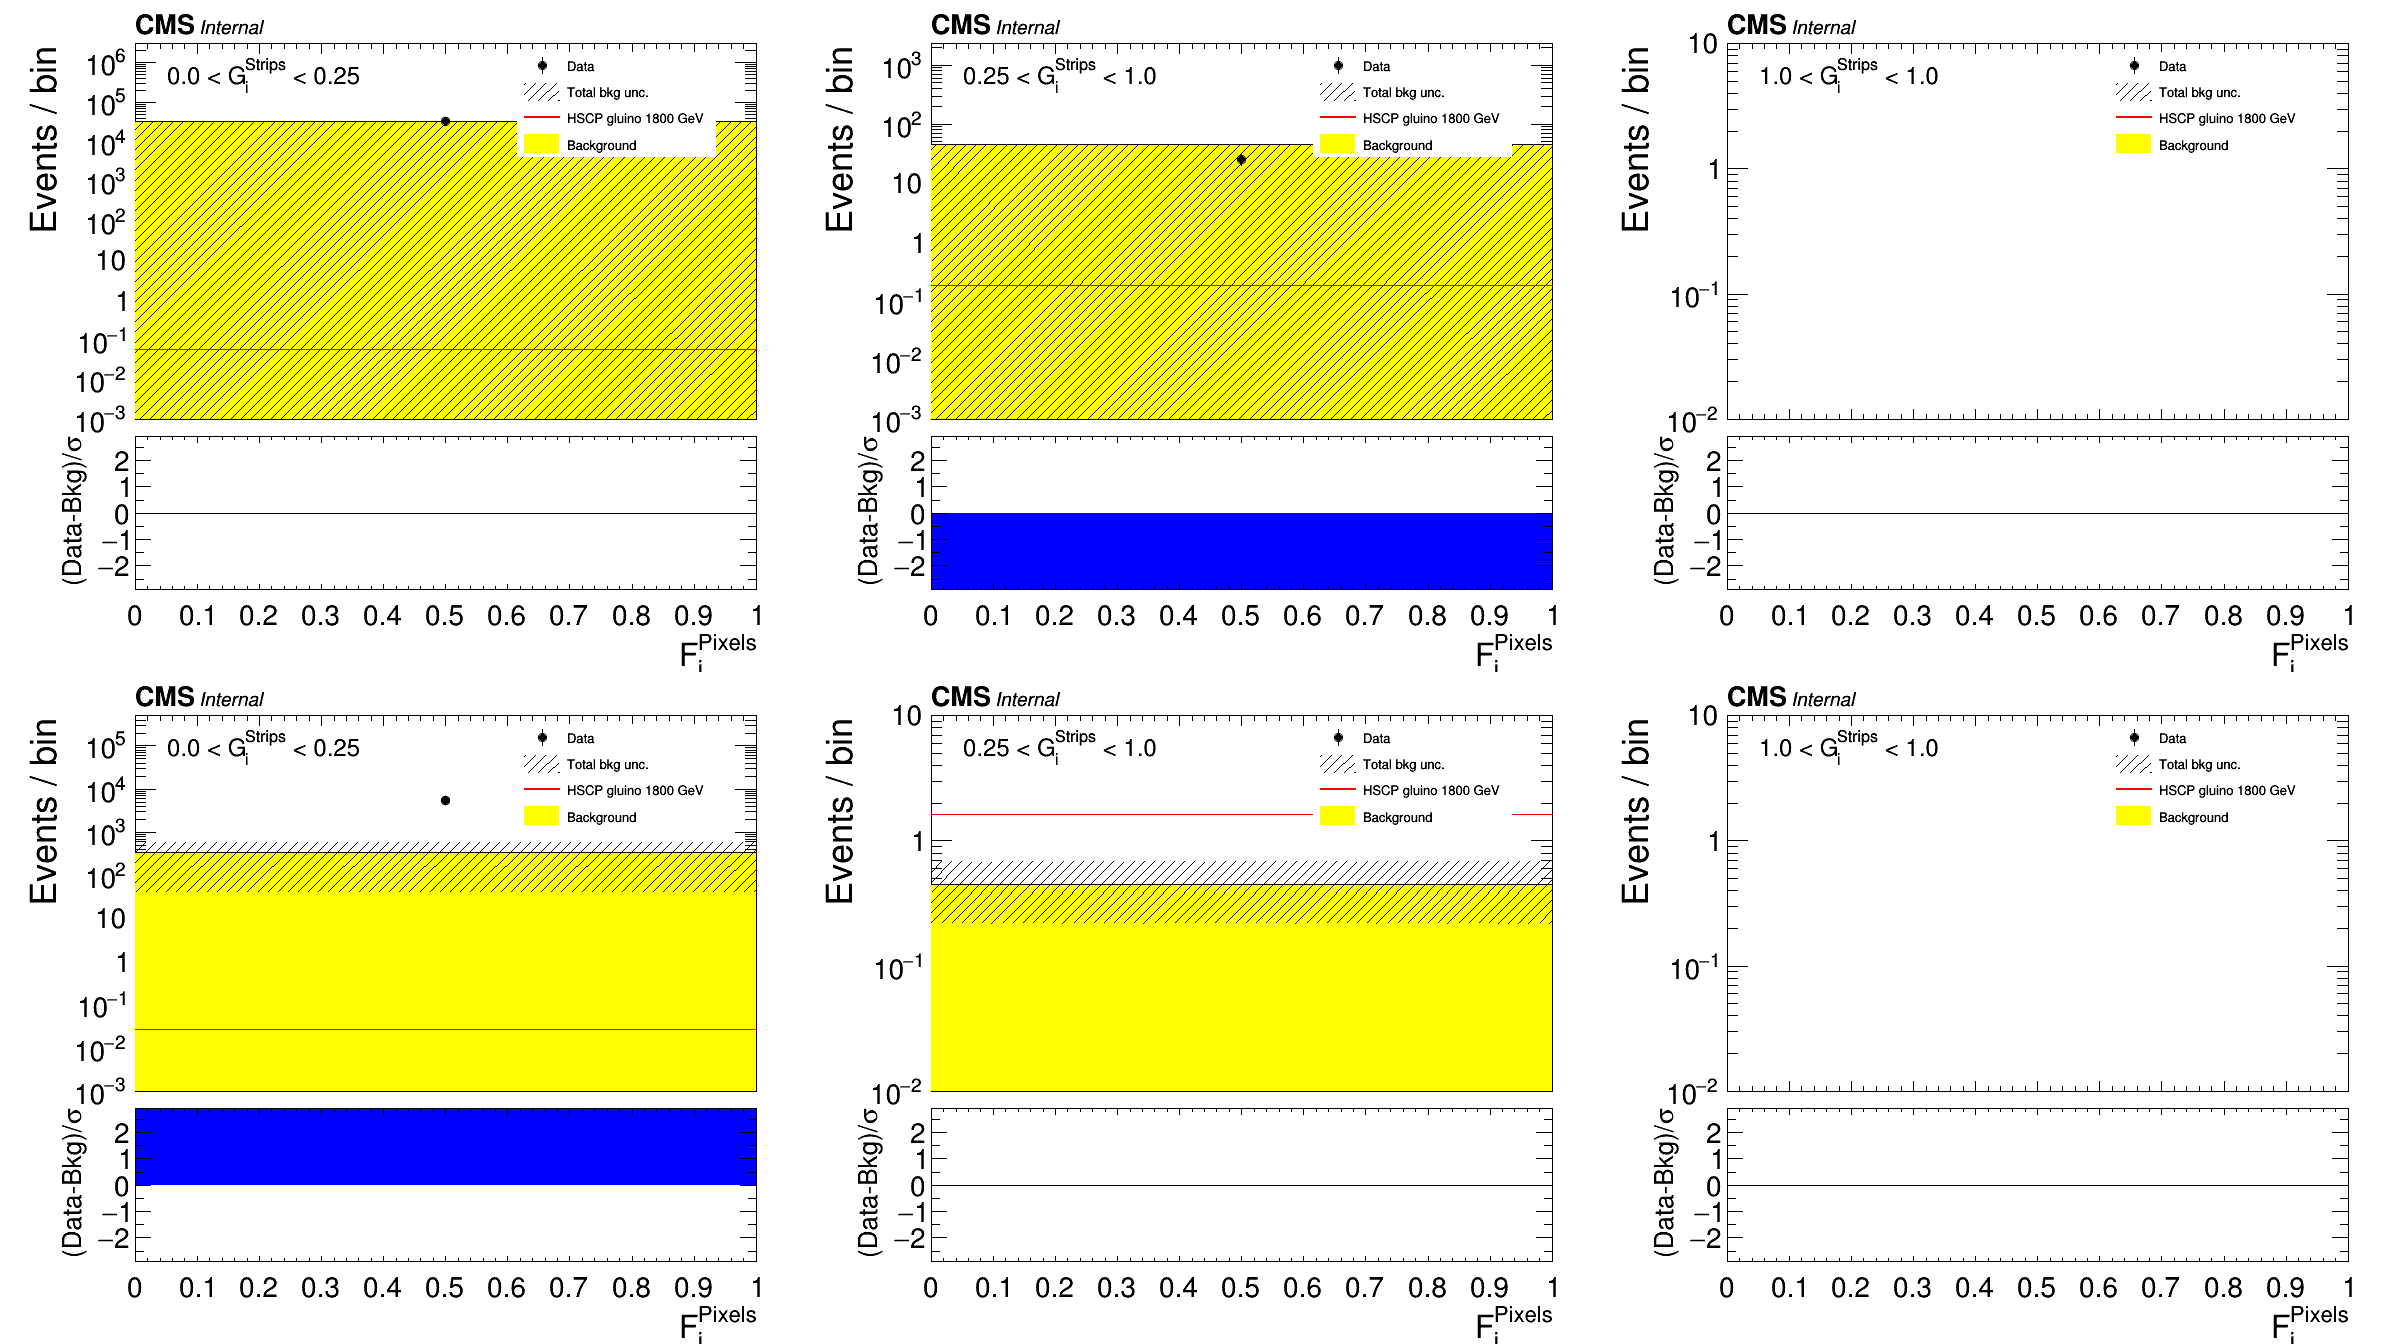 CMS Internal
Events / bin
10^6
10^5
10^4
10^3
10^2
10
1
10^−1
10^−2
10^−3
0.0 < G_i^Strips < 0.25
Data
Total bkg unc.
HSCP gluino 1800 GeV
Background
(Data-Bkg)/σ
2
1
0
−1
−2
0 0.1 0.2 0.3 0.4 0.5 0.6 0.7 0.8 0.9 1
F_i^Pixels
CMS Internal
Events / bin
10^3
10^2
10
1
10^−1
10^−2
10^−3
0.25 < G_i^Strips < 1.0
Data
Total bkg unc.
HSCP gluino 1800 GeV
Background
(Data-Bkg)/σ
2
1
0
−1
−2
0 0.1 0.2 0.3 0.4 0.5 0.6 0.7 0.8 0.9 1
F_i^Pixels
CMS Internal
Events / bin
10
1
10^−1
10^−2
1.0 < G_i^Strips < 1.0
Data
Total bkg unc.
HSCP gluino 1800 GeV
Background
(Data-Bkg)/σ
2
1
0
−1
−2
0 0.1 0.2 0.3 0.4 0.5 0.6 0.7 0.8 0.9 1
F_i^Pixels
CMS Internal
Events / bin
10^5
10^4
10^3
10^2
10
1
10^−1
10^−2
10^−3
0.0 < G_i^Strips < 0.25
Data
Total bkg unc.
HSCP gluino 1800 GeV
Background
(Data-Bkg)/σ
2
1
0
−1
−2
0 0.1 0.2 0.3 0.4 0.5 0.6 0.7 0.8 0.9 1
F_i^Pixels
CMS Internal
Events / bin
10
1
10^−1
10^−2
0.25 < G_i^Strips < 1.0
Data
Total bkg unc.
HSCP gluino 1800 GeV
Background
(Data-Bkg)/σ
2
1
0
−1
−2
0 0.1 0.2 0.3 0.4 0.5 0.6 0.7 0.8 0.9 1
F_i^Pixels
CMS Internal
Events / bin
10
1
10^−1
10^−2
1.0 < G_i^Strips < 1.0
Data
Total bkg unc.
HSCP gluino 1800 GeV
Background
(Data-Bkg)/σ
2
1
0
−1
−2
0 0.1 0.2 0.3 0.4 0.5 0.6 0.7 0.8 0.9 1
F_i^Pixels